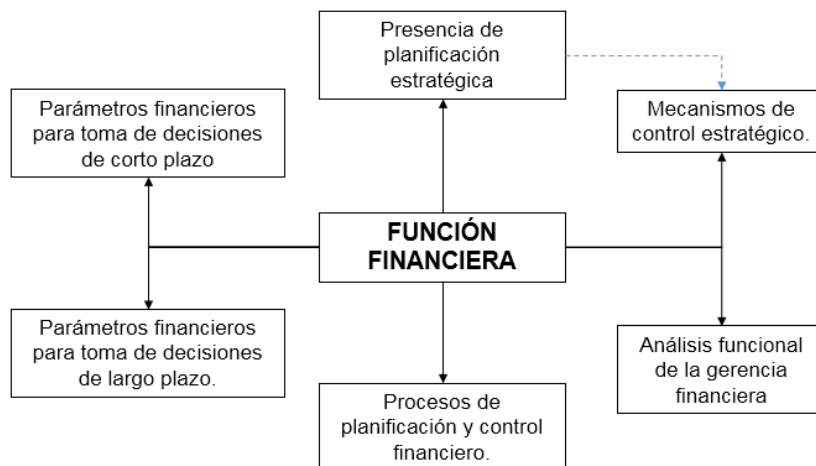 Presencia de
planificación
estratégica
Parámetros financieros
para toma de decisiones
de corto plazo
Mecanismos de
control estratégico.
FUNCIÓN
FINANCIERA
Parámetros financieros
para toma de decisiones
de largo plazo.
Análisis funcional
de la gerencia
financiera
Procesos de
planificación y control
financiero.